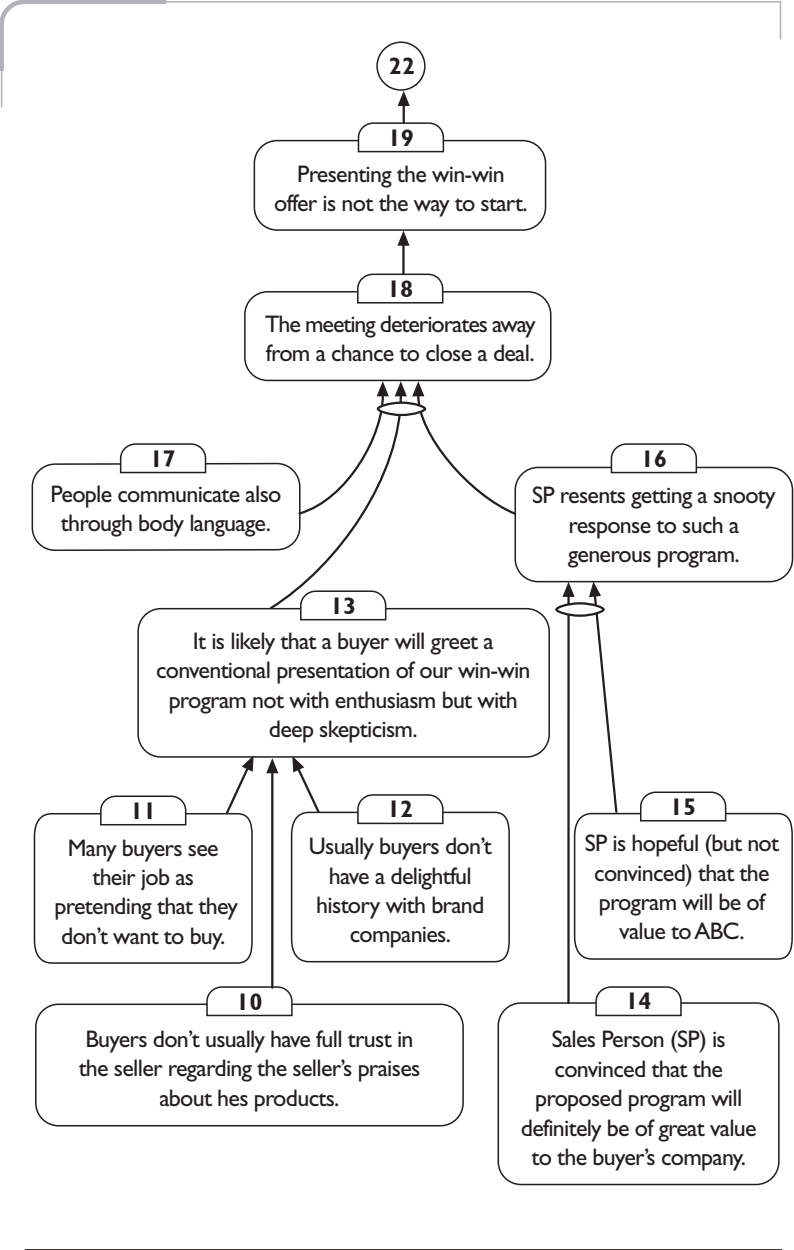 22
19
Presenting the win-win
offer is not the way to start.
18
The meeting deteriorates away
from a chance to close a deal.
17
People communicate also
through body language.
16
SP resents getting a snooty
response to such a
generous program.
13
It is likely that a buyer will greet a
conventional presentation of our win-win
program not with enthusiasm but with
deep skepticism.
11
Many buyers see
their job as
pretending that they
don’t want to buy.
12
Usually buyers don’t
have a delightful
history with brand
companies.
15
SP is hopeful (but not
convinced) that the
program will be of
value to ABC.
10
Buyers don’t usually have full trust in
the seller regarding the seller’s praises
about hes products.
14
Sales Person (SP) is
convinced that the
proposed program will
definitely be of great value
to the buyer’s company.